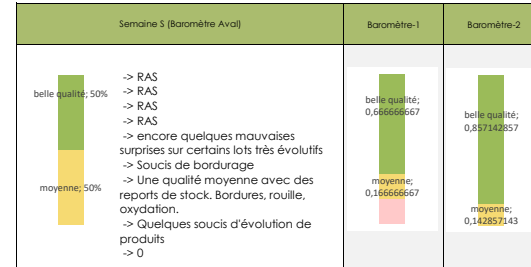 Semaine S (Baromètre Aval)
Baromètre-1
Baromètre-2
belle qualité; 50%
moyenne; 50%
-> RAS
-> RAS
-> RAS
-> RAS
-> encore quelques mauvaises
surprises sur certains lots très évolutifs
-> Soucis de bordurage
-> Une qualité moyenne avec des
reports de stock. Bordures, rouille,
oxydation.
-> Quelques soucis d'évolution de
produits
-> 0
belle qualité;
0,666666667
moyenne;
0,166666667
belle qualité;
0,857142857
moyenne;
0,142857143